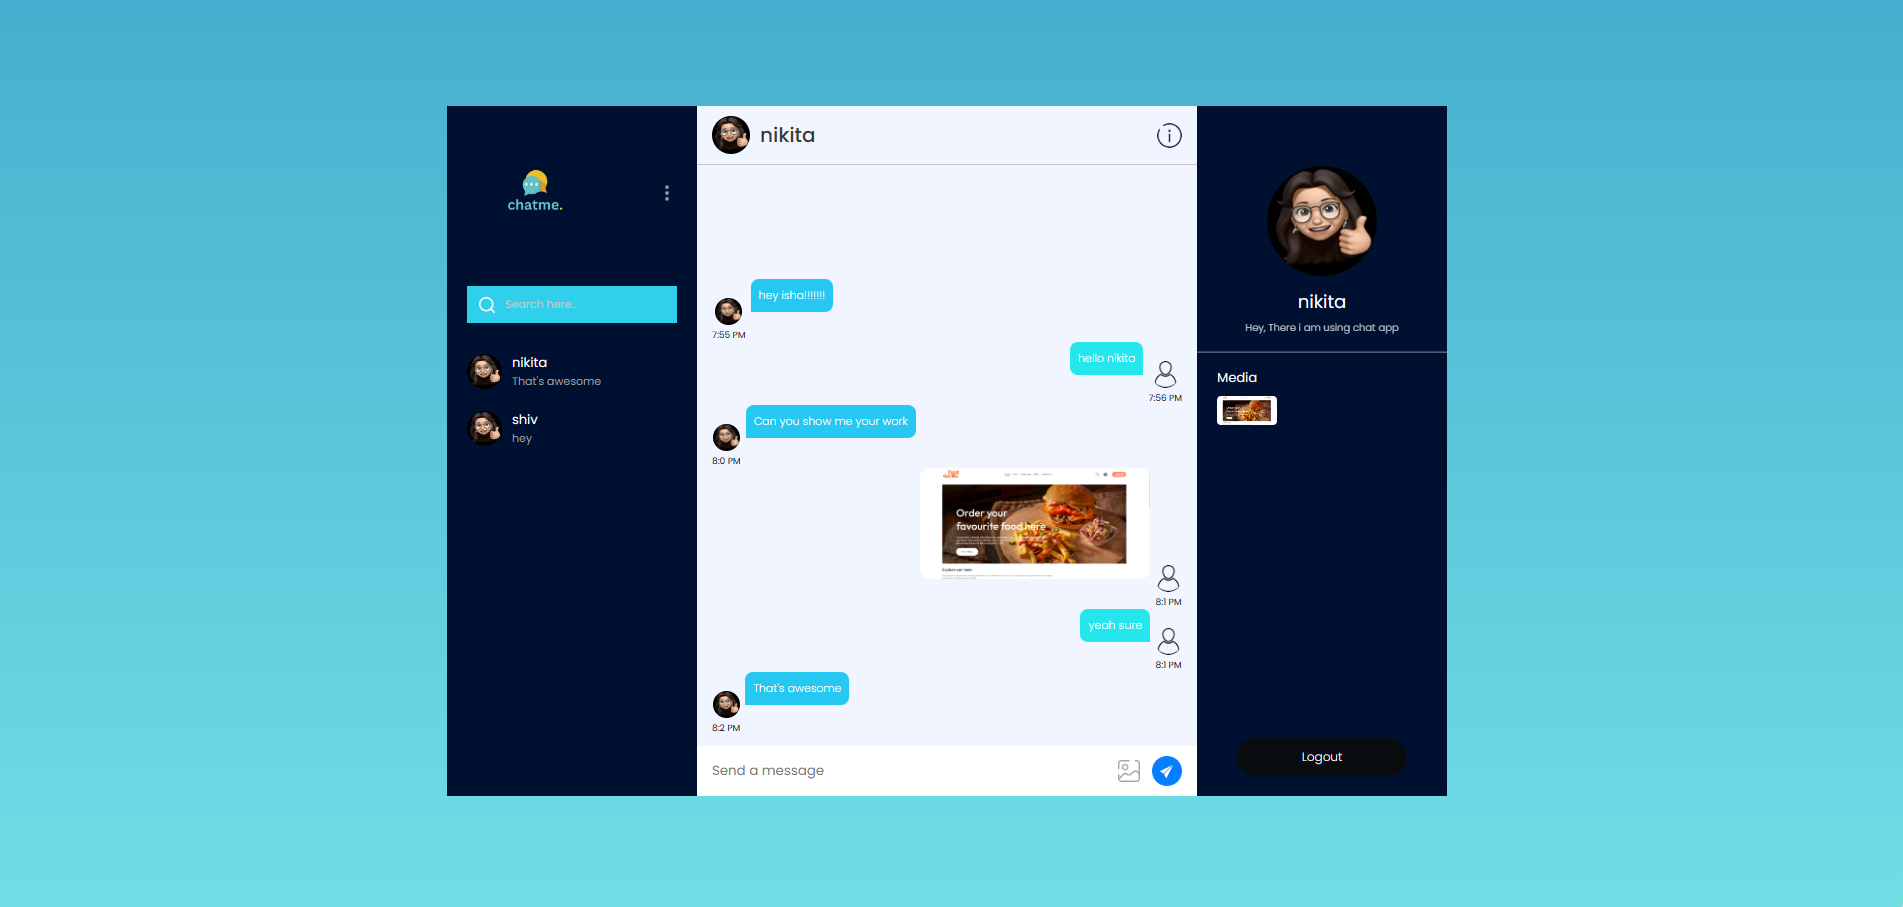 chatme.
Search here..
nikita
That's awesome
shiv
hey
nikita
hey isha!!!!!!!
7:55 PM
hello nikita
7:56 PM
Can you show me your work
8:0 PM
Order your
favourite food here
8:1 PM
yeah sure
8:1 PM
That's awesome
8:2 PM
Send a message
nikita
Hey, There i am using chat app
Media
Logout